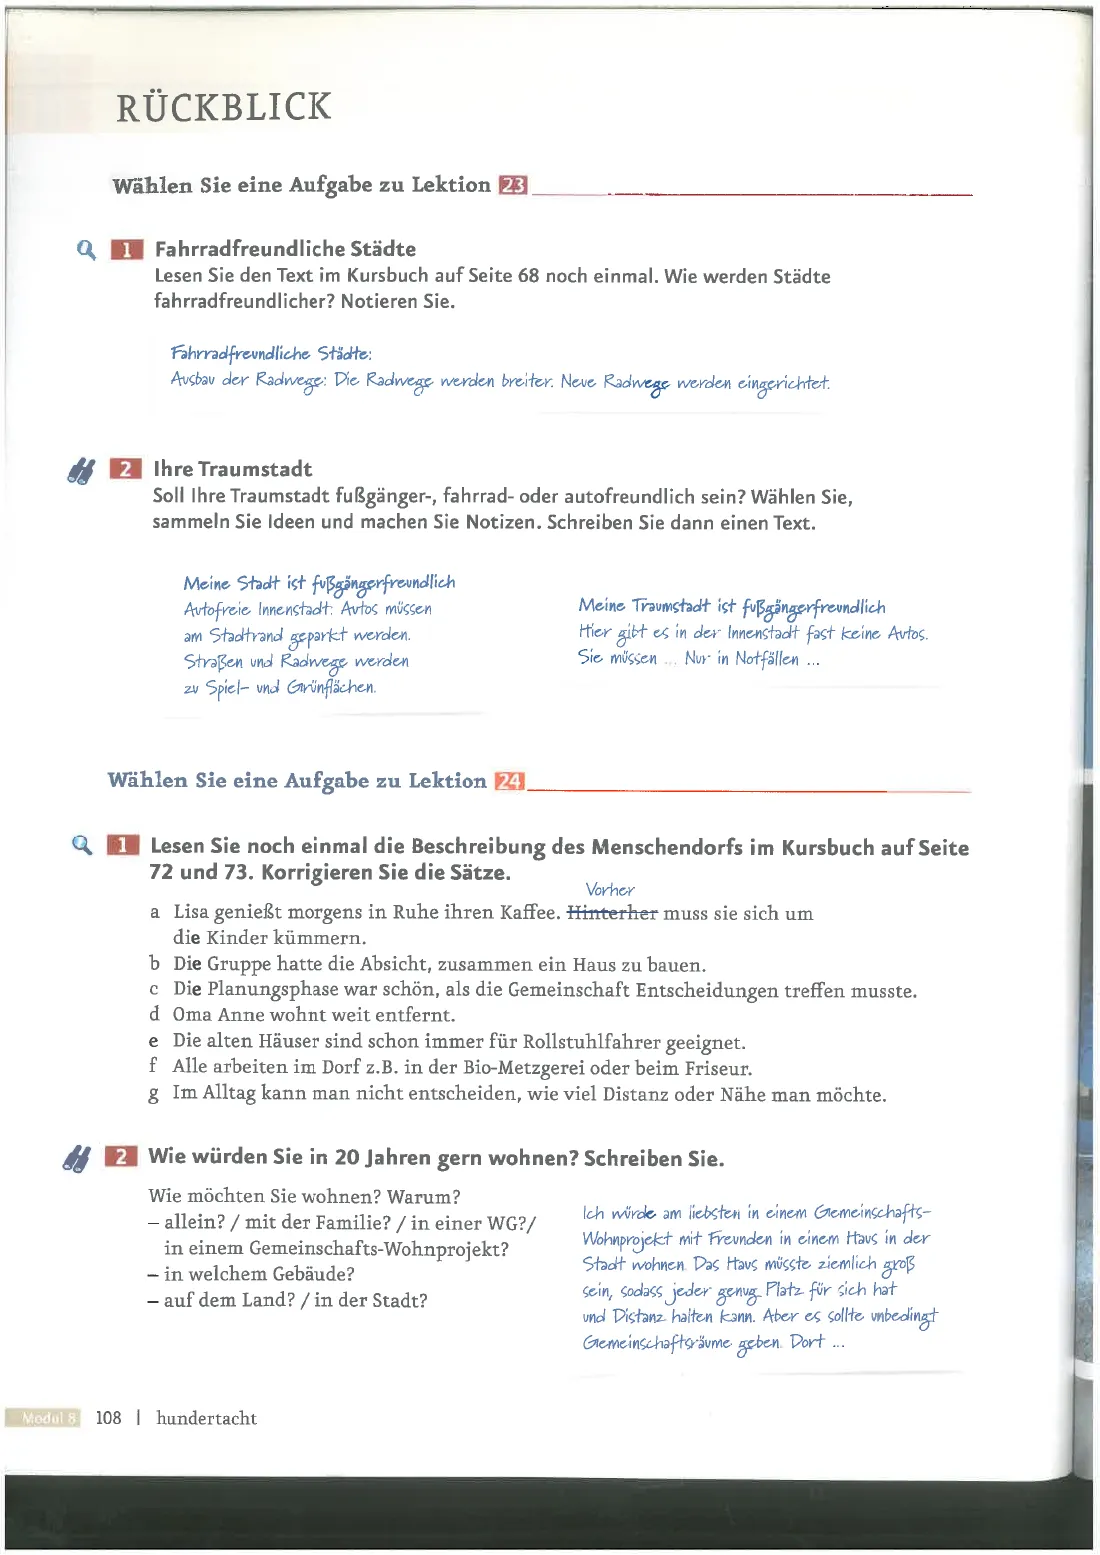 RÜCKBLICK
Wählen Sie eine Aufgabe zu Lektion 23
1 Fahrradfreundliche Städte
Lesen Sie den Text im Kursbuch auf Seite 68 noch einmal. Wie werden Städte
fahrradfreundlicher? Notieren Sie.
Fahrradfreundliche Städte:
Ausbau der Radwege: Die Radwege werden breiter. Neue Radwege werden eingerichtet.
2 Ihre Traumstadt
Soll Ihre Traumstadt fußgänger-, fahrrad- oder autofreundlich sein? Wählen Sie,
sammeln Sie Ideen und machen Sie Notizen. Schreiben Sie dann einen Text.
Meine Stadt ist fußgängerfreundlich
Autofreie Innenstadt: Autos müssen
am Stadtrand geparkt werden.
Straßen und Radwege werden
zu Spiel- und Grünflächen.
Meine Traumstadt ist fußgängerfreundlich
Hier gibt es in der Innenstadt fast keine Autos.
Sie müssen ... Nur in Notfällen ...
Wählen Sie eine Aufgabe zu Lektion 24
1 Lesen Sie noch einmal die Beschreibung des Menschendorfs im Kursbuch auf Seite
72 und 73. Korrigieren Sie die Sätze.
Vorher
a Lisa genießt morgens in Ruhe ihren Kaffee. Hinterher muss sie sich um
die Kinder kümmern.
b Die Gruppe hatte die Absicht, zusammen ein Haus zu bauen.
c Die Planungsphase war schön, als die Gemeinschaft Entscheidungen treffen musste.
d Oma Anne wohnt weit entfernt.
e Die alten Häuser sind schon immer für Rollstuhlfahrer geeignet.
f Alle arbeiten im Dorf z.B. in der Bio-Metzgerei oder beim Friseur.
g Im Alltag kann man nicht entscheiden, wie viel Distanz oder Nähe man möchte.
2 Wie würden Sie in 20 Jahren gern wohnen? Schreiben Sie.
Wie möchten Sie wohnen? Warum?
– allein? / mit der Familie? / in einer WG?/
in einem Gemeinschafts-Wohnprojekt?
– in welchem Gebäude?
– auf dem Land? / in der Stadt?
Ich würde am liebsten in einem Gemeinschafts-
Wohnprojekt mit Freunden in einem Haus in der
Stadt wohnen. Das Haus müsste ziemlich groß
sein, sodass jeder genug Platz für sich hat
und Distanz halten kann. Aber es sollte unbedingt
Gemeinschaftsräume geben. Dort ...
Modul 8 108 | hundertacht